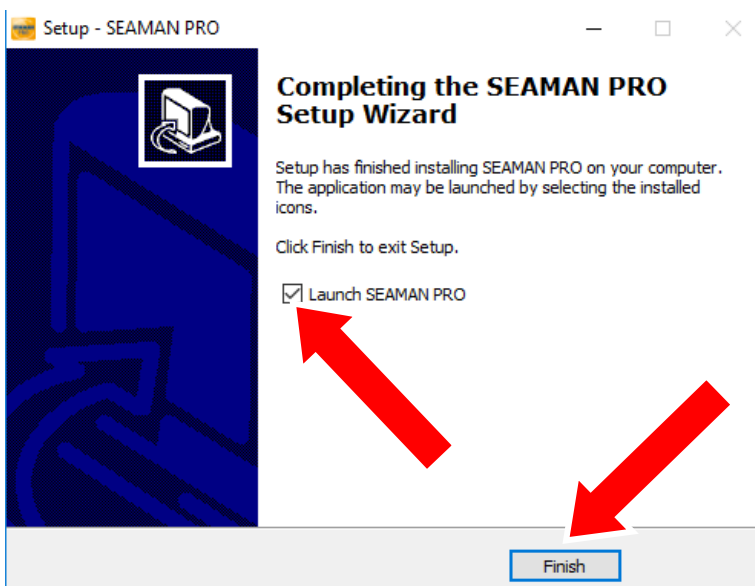 Setup - SEAMAN PRO
Completing the SEAMAN PRO
Setup Wizard
Setup has finished installing SEAMAN PRO on your computer.
The application may be launched by selecting the installed
icons.
Click Finish to exit Setup.
Launch SEAMAN PRO
Finish